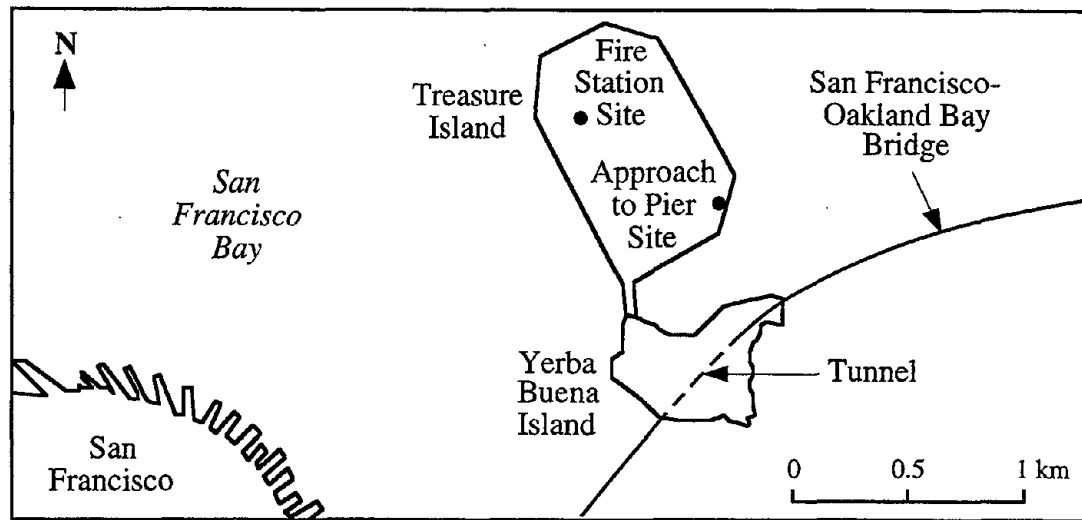 N
Fire
Station
Site
Treasure
Island
San Francisco-
Oakland Bay
Bridge
San
Francisco
Bay
Approach
to Pier
Site
Yerba
Buena
Island
Tunnel
San
Francisco
0 0.5 1 km